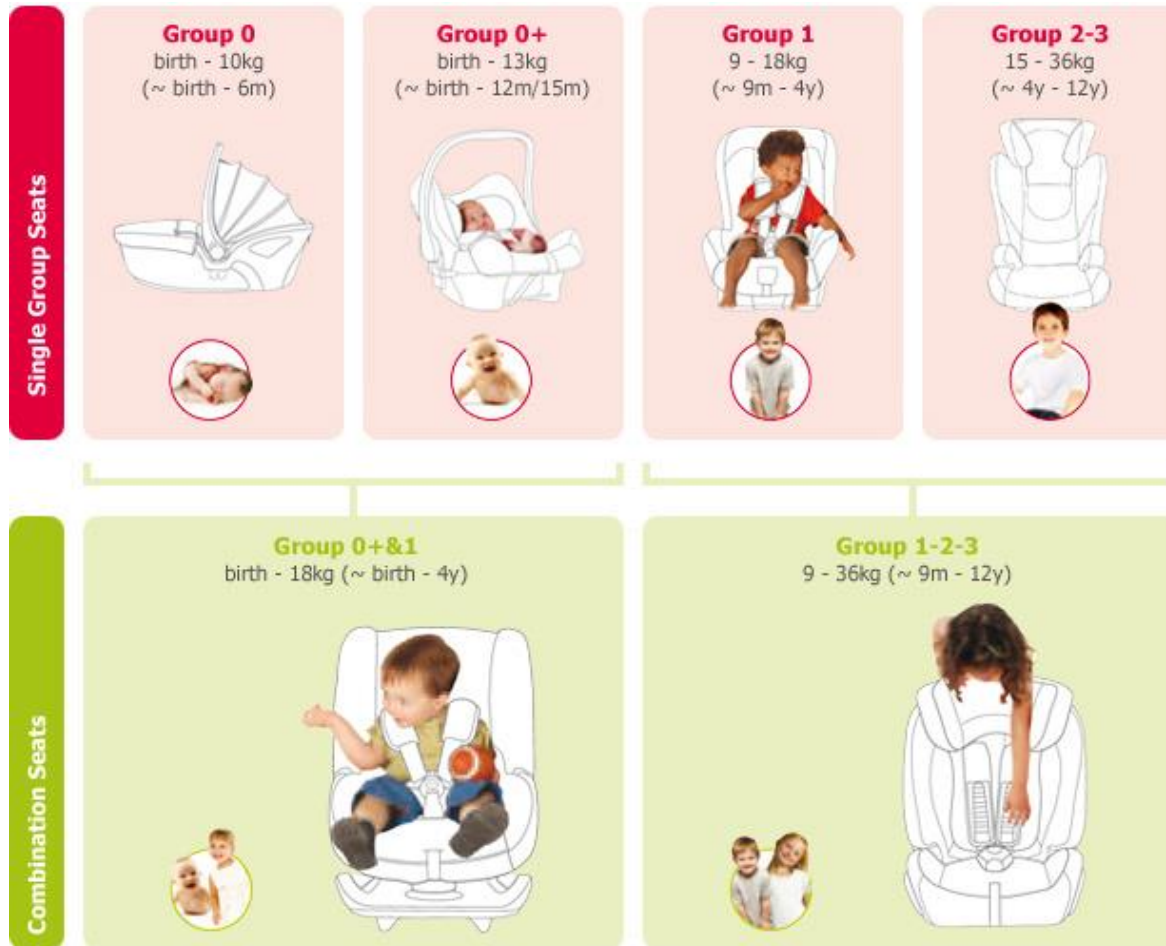 Single Group Seats
Group 0
birth - 10kg
(~ birth - 6m)
Group 0+
birth - 13kg
(~ birth - 12m/15m)
Group 1
9 - 18kg
(~ 9m - 4y)
Group 2-3
15 - 36kg
(~ 4y - 12y)
Combination Seats
Group 0+&1
birth - 18kg (~ birth - 4y)
Group 1-2-3
9 - 36kg (~ 9m - 12y)